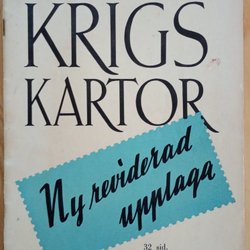 KRIGS
KARTOR
Ny reviderad
upplaga
32 sid.